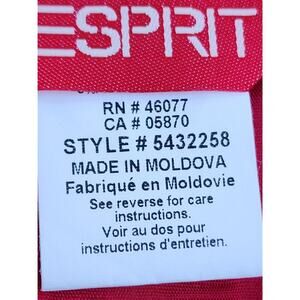 ESPRIT
RN # 46077
CA # 05870
STYLE # 5432258
MADE IN MOLDOVA
Fabriqué en Moldovie
See reverse for care
instructions.
Voir au dos pour
instructions d'entretien.